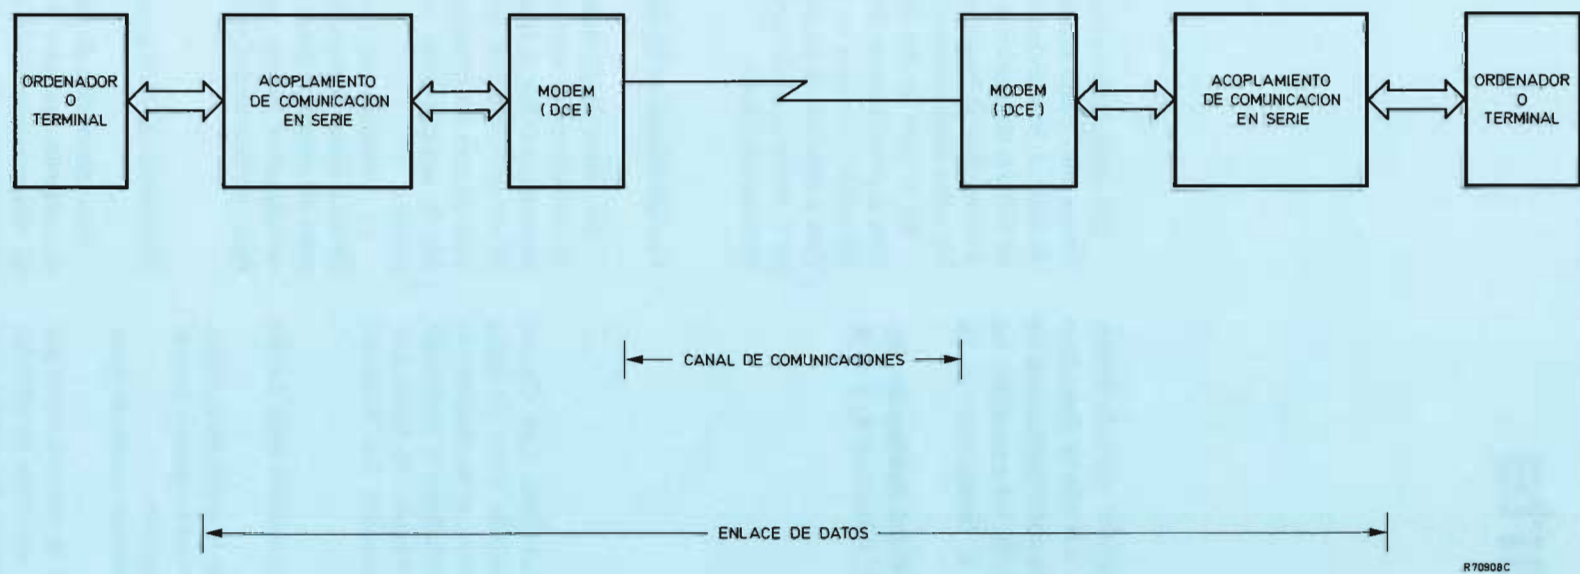 ORDENADOR
O
TERMINAL
ACOPLAMIENTO
DE COMUNICACION
EN SERIE
MODEM
(DCE)
MODEM
(DCE)
ACOPLAMIENTO
DE COMUNICACION
EN SERIE
ORDENADOR
O
TERMINAL
CANAL DE COMUNICACIONES
ENLACE DE DATOS
R70908C